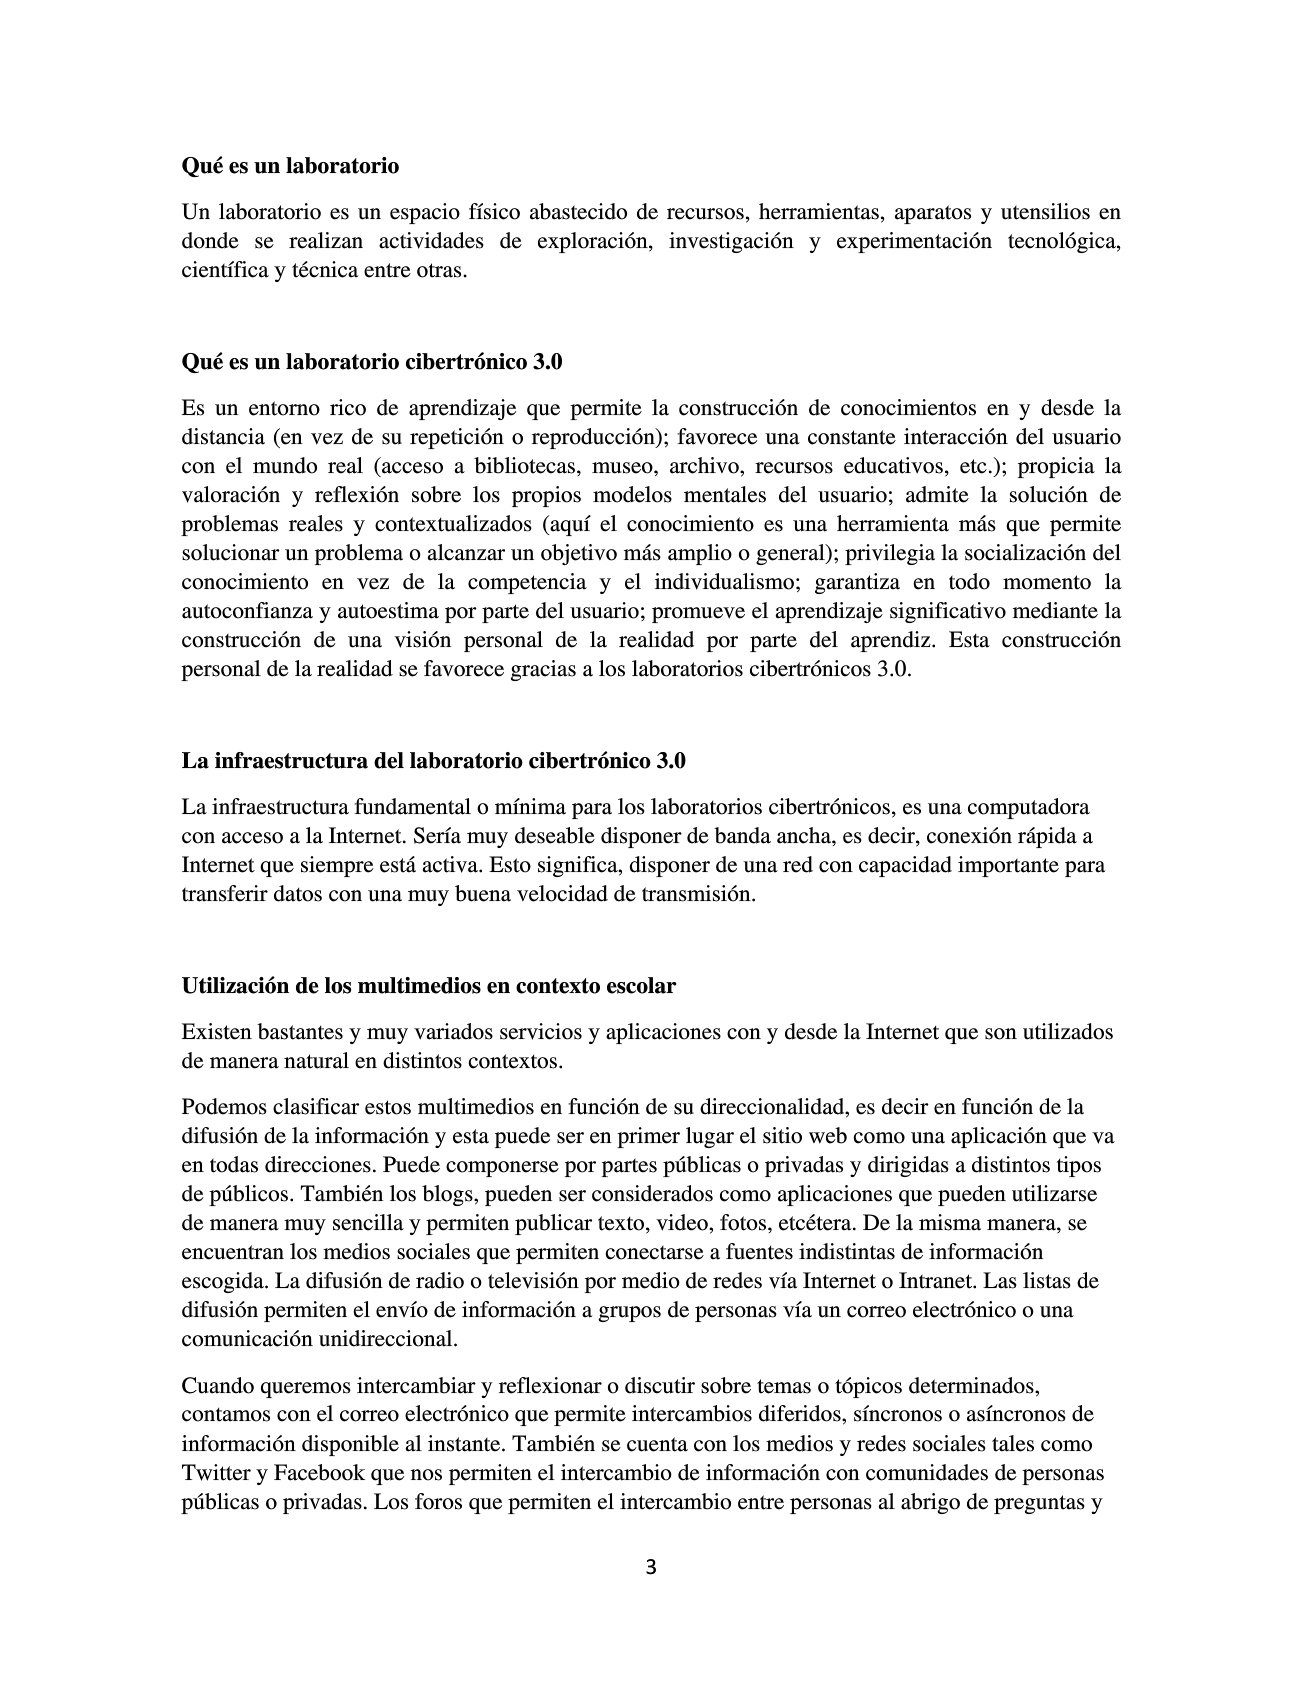 Qué es un laboratorio
Un laboratorio es un espacio físico abastecido de recursos, herramientas, aparatos y utensilios en
donde se realizan actividades de exploración, investigación y experimentación tecnológica,
científica y técnica entre otras.
Qué es un laboratorio cibertrónico 3.0
Es un entorno rico de aprendizaje que permite la construcción de conocimientos en y desde la
distancia (en vez de su repetición o reproducción); favorece una constante interacción del usuario
con el mundo real (acceso a bibliotecas, museo, archivo, recursos educativos, etc.); propicia la
valoración y reflexión sobre los propios modelos mentales del usuario; admite la solución de
problemas reales y contextualizados (aquí el conocimiento es una herramienta más que permite
solucionar un problema o alcanzar un objetivo más amplio o general); privilegia la socialización del
conocimiento en vez de la competencia y el individualismo; garantiza en todo momento la
autoconfianza y autoestima por parte del usuario; promueve el aprendizaje significativo mediante la
construcción de una visión personal de la realidad por parte del aprendiz. Esta construcción
personal de la realidad se favorece gracias a los laboratorios cibertrónicos 3.0.
La infraestructura del laboratorio cibertrónico 3.0
La infraestructura fundamental o mínima para los laboratorios cibertrónicos, es una computadora
con acceso a la Internet. Sería muy deseable disponer de banda ancha, es decir, conexión rápida a
Internet que siempre está activa. Esto significa, disponer de una red con capacidad importante para
transferir datos con una muy buena velocidad de transmisión.
Utilización de los multimedios en contexto escolar
Existen bastantes y muy variados servicios y aplicaciones con y desde la Internet que son utilizados
de manera natural en distintos contextos.
Podemos clasificar estos multimedios en función de su direccionalidad, es decir en función de la
difusión de la información y esta puede ser en primer lugar el sitio web como una aplicación que va
en todas direcciones. Puede componerse por partes públicas o privadas y dirigidas a distintos tipos
de públicos. También los blogs, pueden ser considerados como aplicaciones que pueden utilizarse
de manera muy sencilla y permiten publicar texto, video, fotos, etcétera. De la misma manera, se
encuentran los medios sociales que permiten conectarse a fuentes indistintas de información
escogida. La difusión de radio o televisión por medio de redes vía Internet o Intranet. Las listas de
difusión permiten el envío de información a grupos de personas vía un correo electrónico o una
comunicación unidireccional.
Cuando queremos intercambiar y reflexionar o discutir sobre temas o tópicos determinados,
contamos con el correo electrónico que permite intercambios diferidos, síncronos o asíncronos de
información disponible al instante. También se cuenta con los medios y redes sociales tales como
Twitter y Facebook que nos permiten el intercambio de información con comunidades de personas
públicas o privadas. Los foros que permiten el intercambio entre personas al abrigo de preguntas y
3